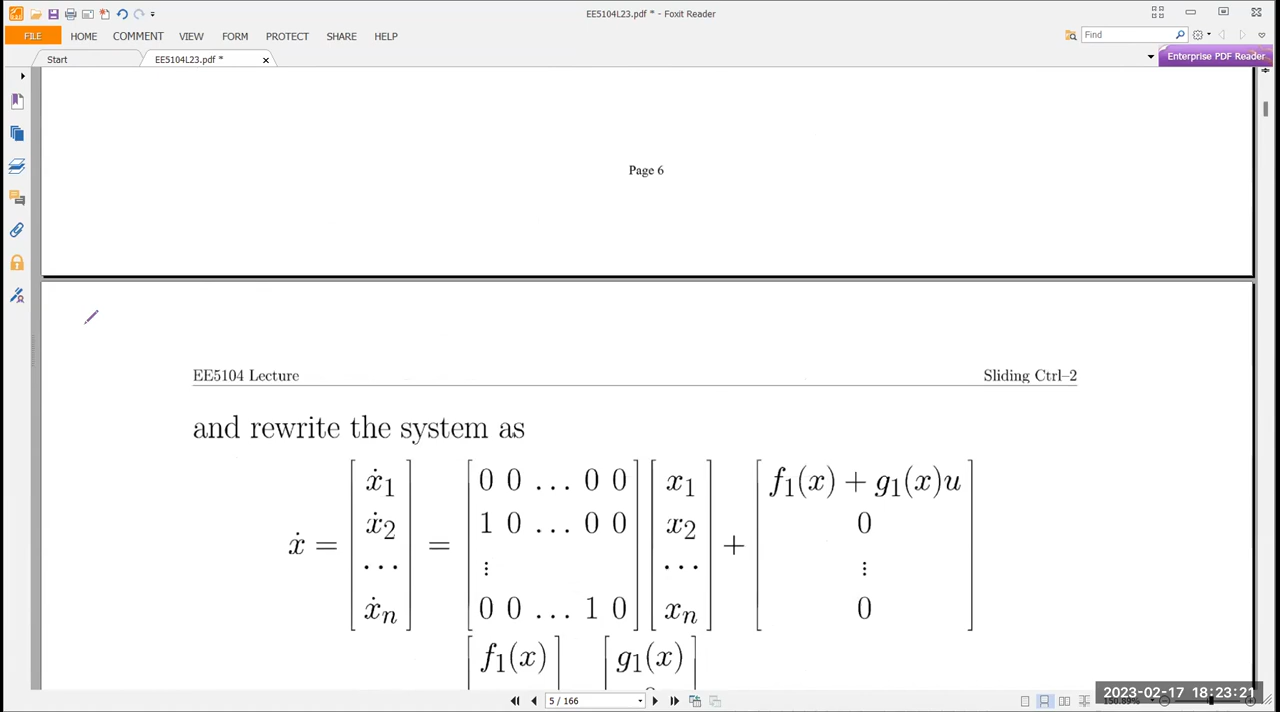 EE5104L23.pdf * - Foxit Reader
FILE HOME COMMENT VIEW FORM PROTECT SHARE HELP
Find
Start
EE5104L23.pdf *
Enterprise PDF Reader
Page 6
EE5104 Lecture Sliding Ctrl–2
and rewrite the system as
ẋ = [ẋ1 ẋ2 ⋯ ẋn] = [0 0 … 0 0; 1 0 … 0 0; ⋮; 0 0 … 1 0] [x1 x2 ⋯ xn] + [f1(x) + g1(x)u 0 ⋮ 0]
f1(x) g1(x)
5 / 166
2023-02-17 18:23:21